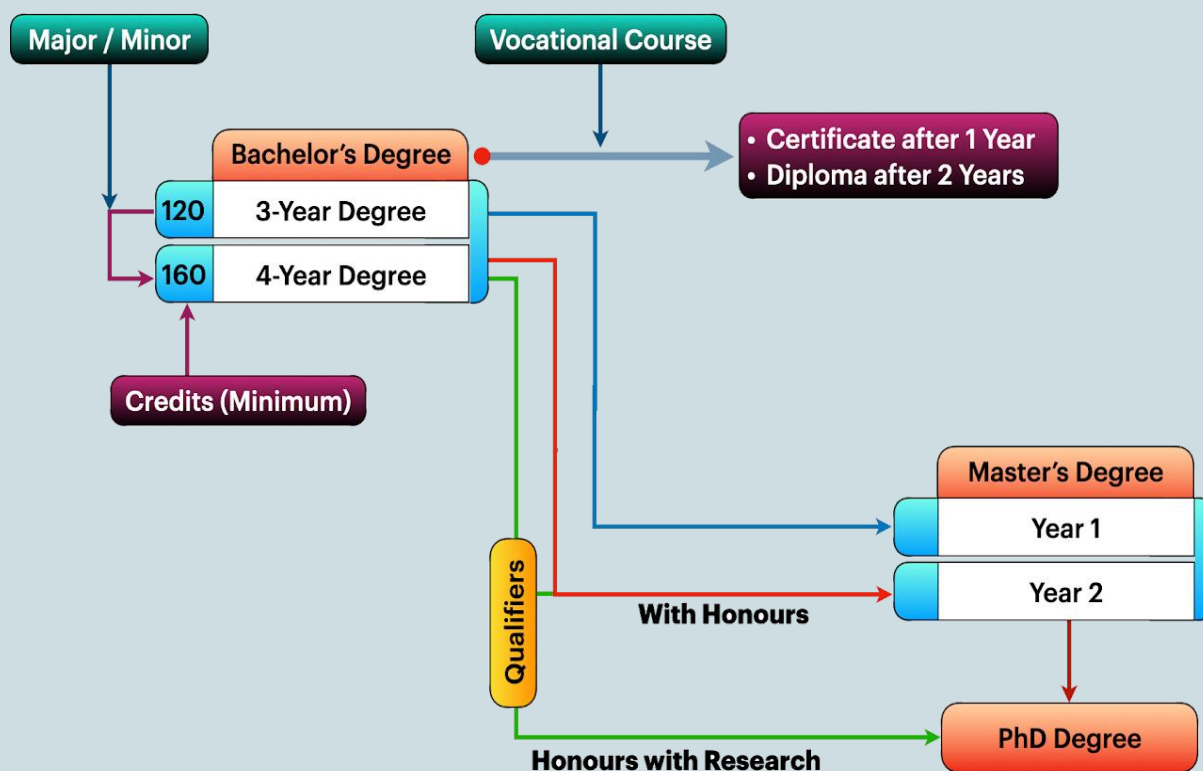 Major / Minor
Vocational Course
• Certificate after 1 Year
• Diploma after 2 Years
Bachelor's Degree
120
3-Year Degree
160
4-Year Degree
Credits (Minimum)
Master's Degree
Year 1
Year 2
Qualifiers
With Honours
PhD Degree
Honours with Research